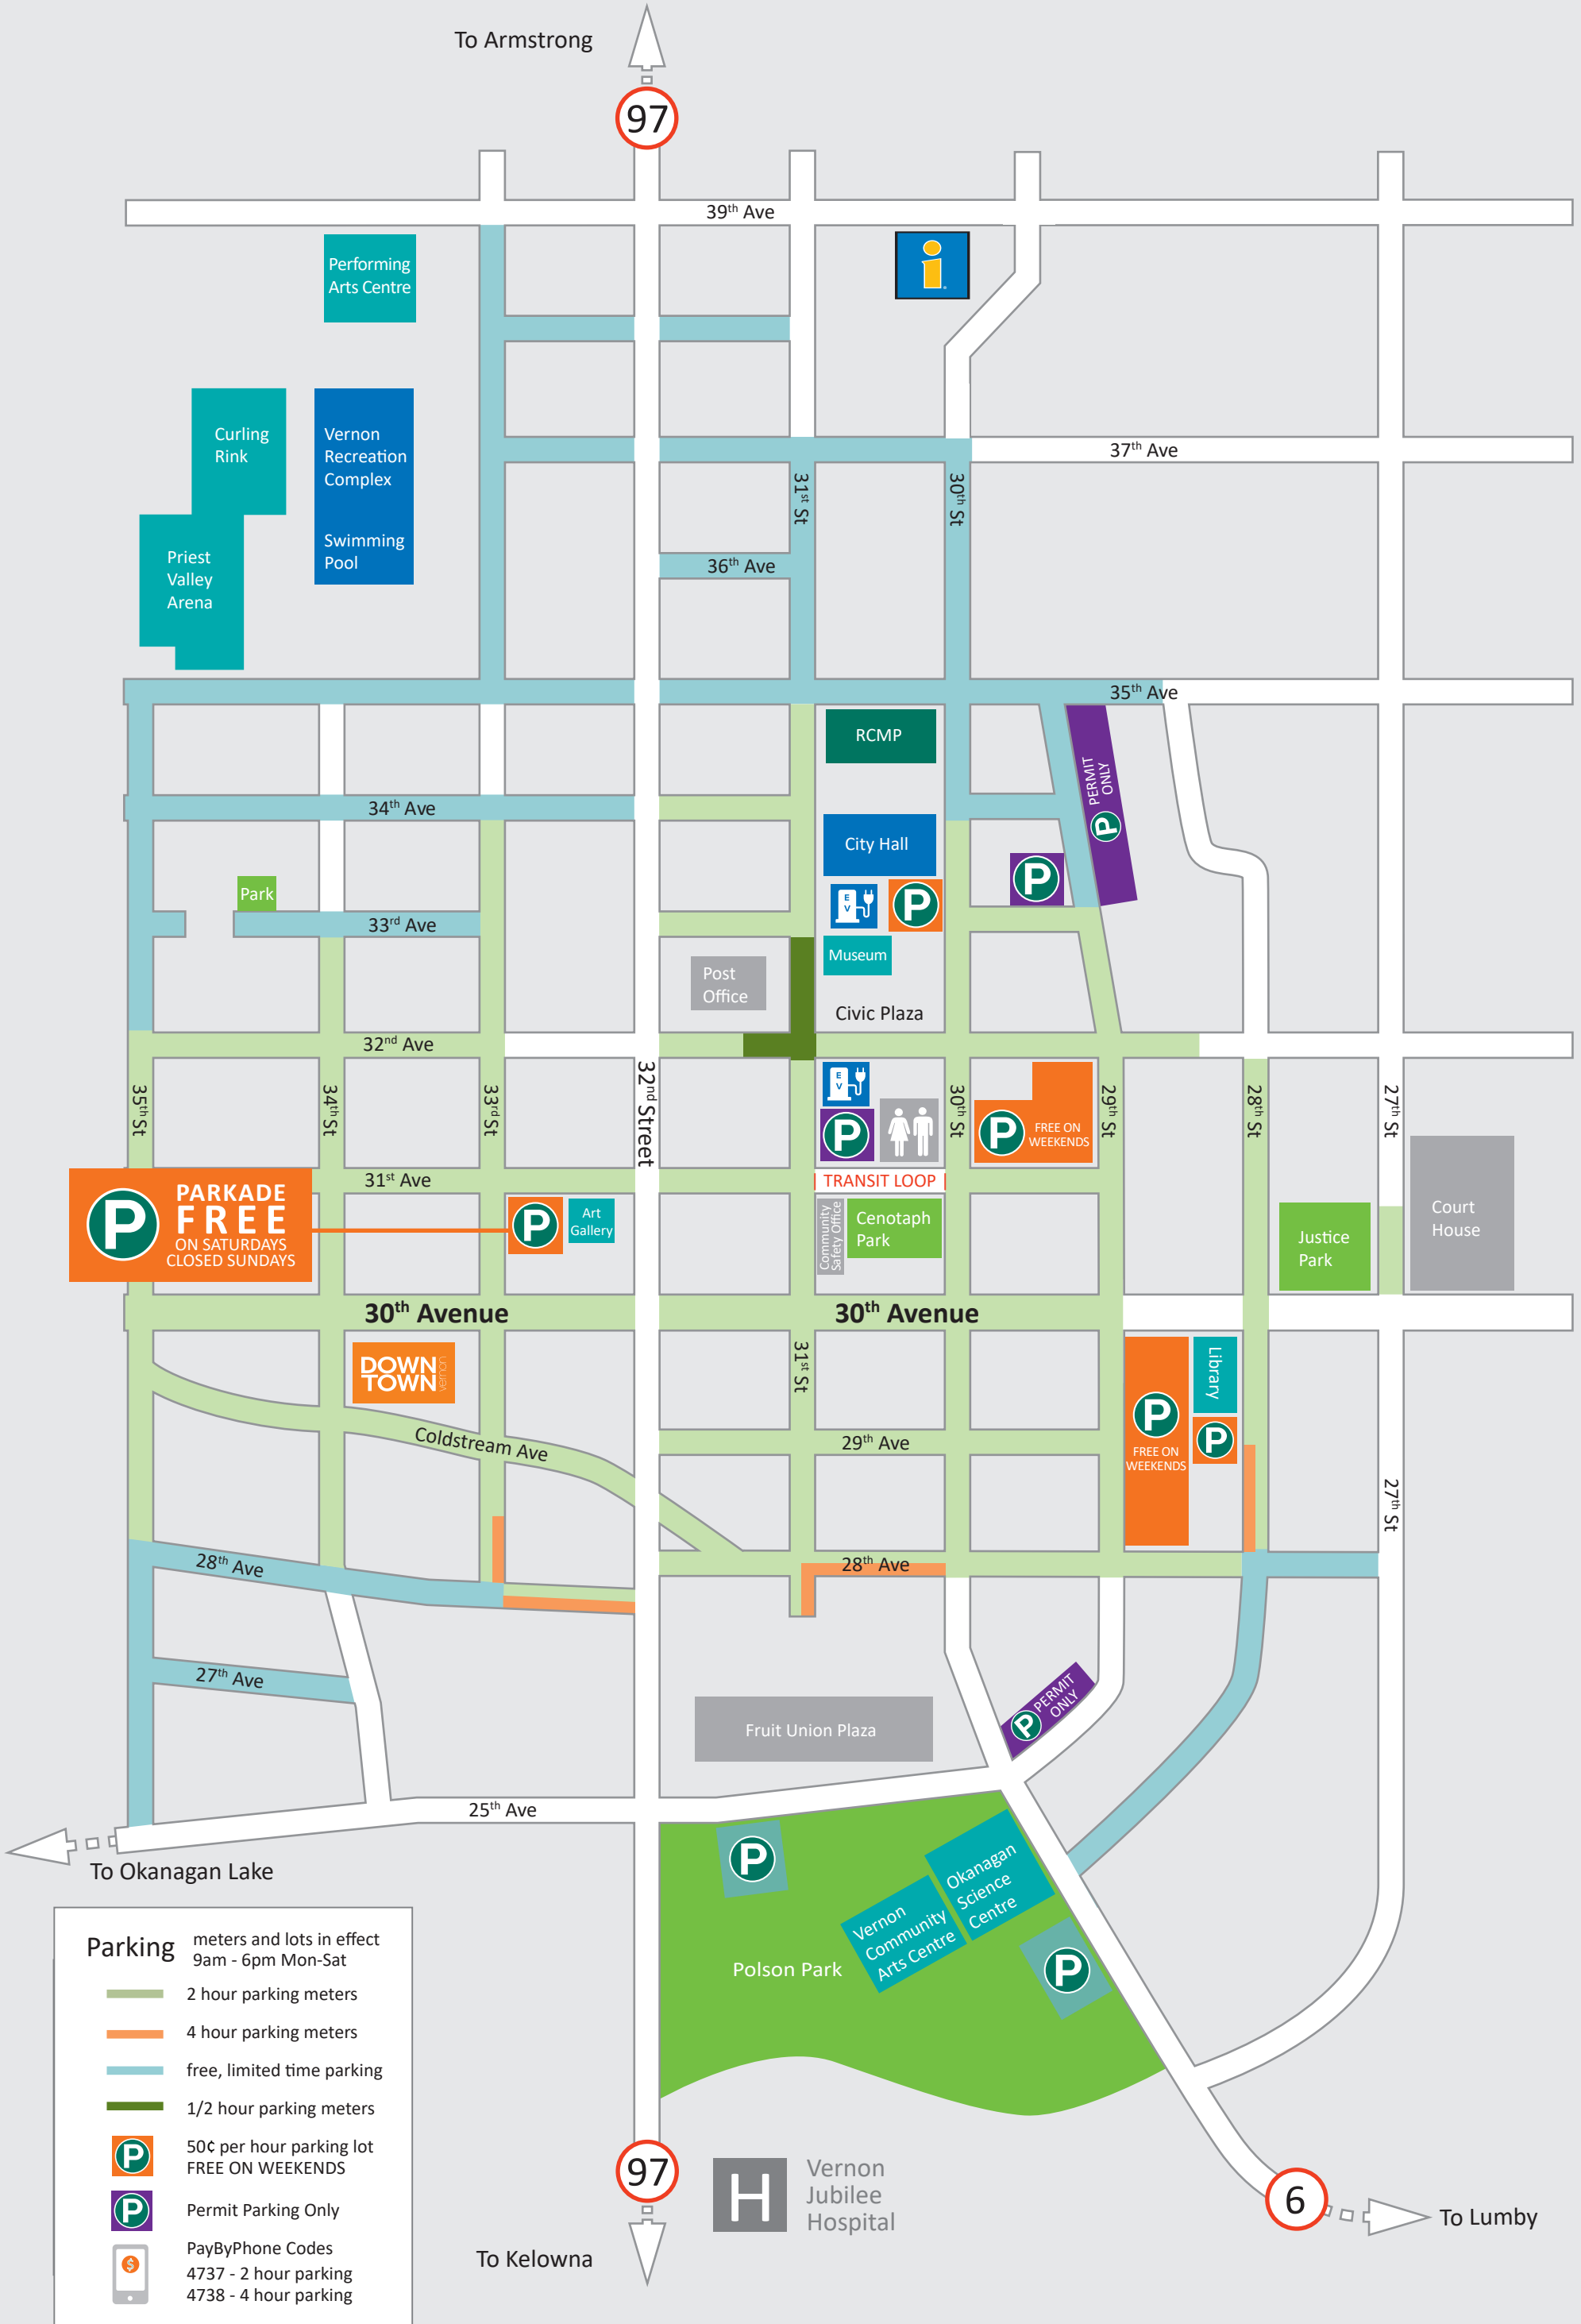 To Armstrong
97
39th Ave
i
Performing
Arts Centre
Curling
Rink
Vernon
Recreation
Complex
Swimming
Pool
Priest
Valley
Arena
37th Ave
31st St
30th St
36th Ave
35th Ave
RCMP
P PERMIT
ONLY
34th Ave
City Hall
P
Park
E
V
P
33rd Ave
Museum
Post
Office
Civic Plaza
32nd Ave
35th St
34th St
33rd St
32nd Street
E
V
P
30th St
P
FREE ON
WEEKENDS
29th St
28th St
27th St
31st Ave
TRANSIT LOOP
P
PARKADE
FREE
ON SATURDAYS
CLOSED SUNDAYS
P
Art
Gallery
Community
Safety Office
Cenotaph
Park
Justice
Park
Court
House
30th Avenue
30th Avenue
DOWN
TOWN
vernon
31st St
Library
P
FREE ON
WEEKENDS
P
Coldstream Ave
29th Ave
27th St
28th Ave
28th Ave
27th Ave
P PERMIT
ONLY
Fruit Union Plaza
25th Ave
To Okanagan Lake
P
Okanagan
Science
Centre
Vernon
Community
Arts Centre
Polson Park
P
Parking
meters and lots in effect
9am - 6pm Mon-Sat
2 hour parking meters
4 hour parking meters
free, limited time parking
1/2 hour parking meters
P
50¢ per hour parking lot
FREE ON WEEKENDS
P
Permit Parking Only
$
PayByPhone Codes
4737 - 2 hour parking
4738 - 4 hour parking
97
To Kelowna
H
Vernon
Jubilee
Hospital
6
To Lumby